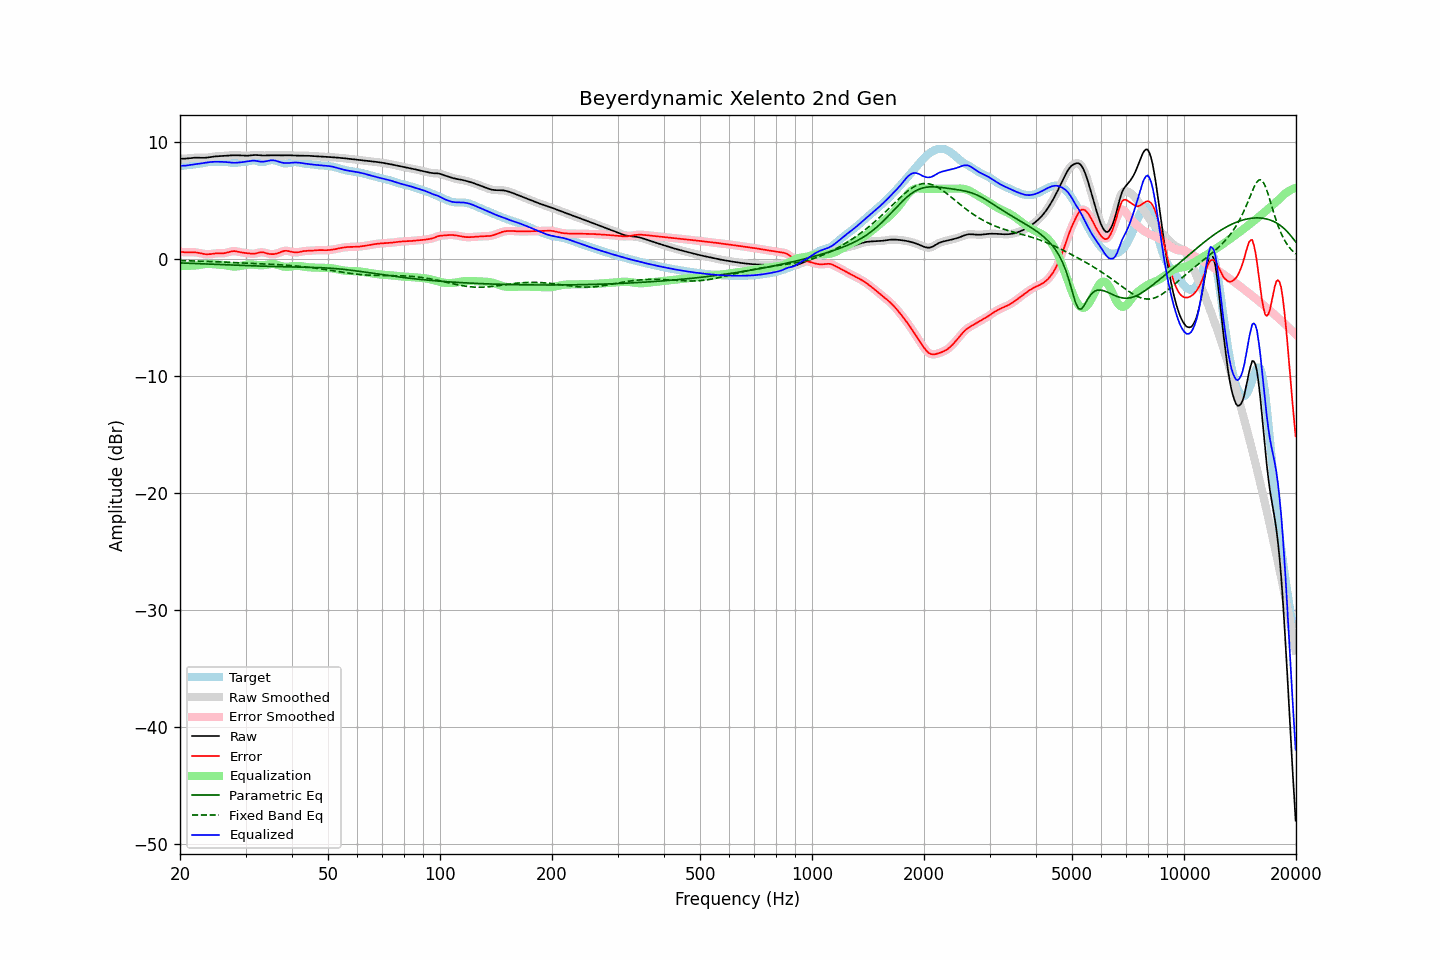 Beyerdynamic Xelento 2nd Gen
Amplitude (dBr)
10
0
−10
−20
−30
−40
−50
Target
Raw Smoothed
Error Smoothed
Raw
Error
Equalization
Parametric Eq
Fixed Band Eq
Equalized
20 50 100 200 500 1000 2000 5000 10000 20000
Frequency (Hz)